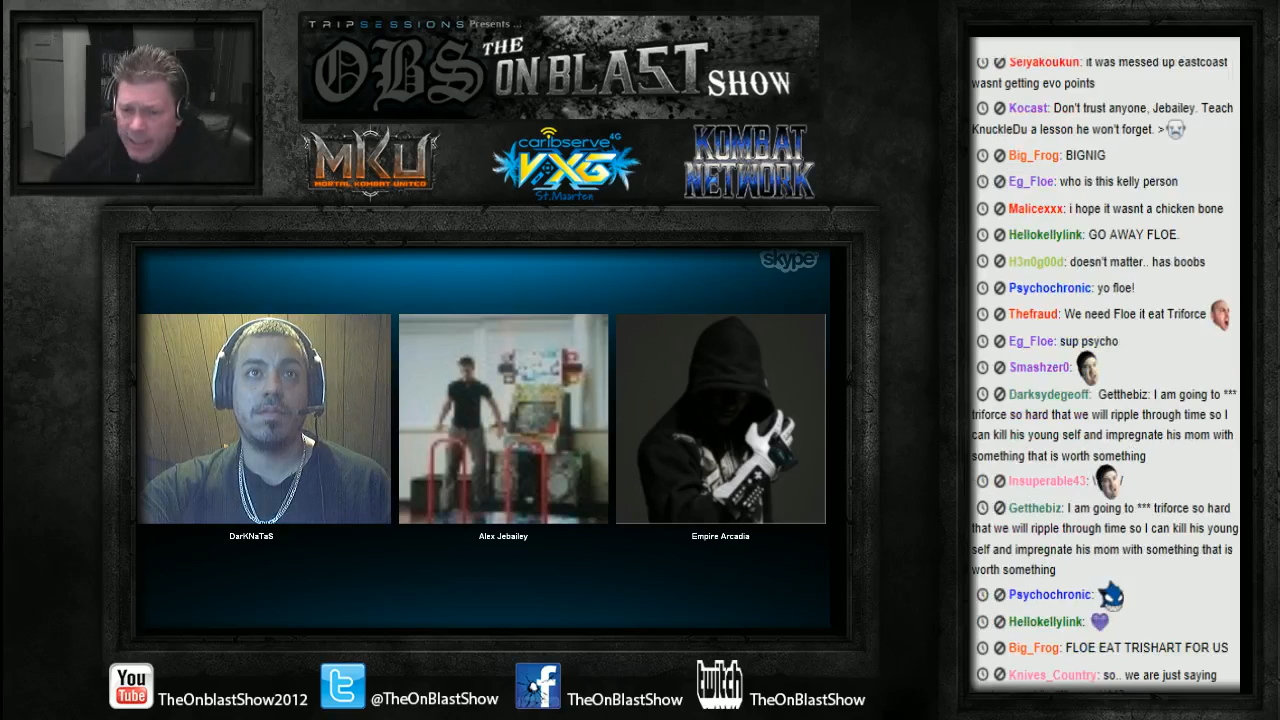 TRIPSESSIONS Presents ...
OBS THE ON BLAST SHOW
MKU
MORTAL KOMBAT UNITED
caribserve 4G
VXG
St.Maarten
KOMBAT
NETWORK
skype
DarKNaTaS
Alex Jebailey
Empire Arcadia
You
Tube
TheOnblastShow2012
@TheOnBlastShow
TheOnBlastShow
twitch
TheOnBlastShow
Seiyakoukun: it was messed up eastcoast
wasnt getting evo points
Kocast: Don't trust anyone, Jebailey. Teach
KnuckleDu a lesson he won't forget. >
Big_Frog: BIGNIG
Eg_Floe: who is this kelly person
Malicexxx: i hope it wasnt a chicken bone
Hellokellylink: GO AWAY FLOE.
H3n0g00d: doesn't matter.. has boobs
Psychochronic: yo floe!
Thefraud: We need Floe it eat Triforce
Eg_Floe: sup psycho
Smashzer0:
Darksydegeoff: Getthebiz: I am going to ***
triforce so hard that we will ripple through time so I
can kill his young self and impregnate his mom with
something that is worth something
Insuperable43: \ /
Getthebiz: I am going to *** triforce so hard
that we will ripple through time so I can kill his young
self and impregnate his mom with something that is
worth something
Psychochronic:
Hellokellylink:
Big_Frog: FLOE EAT TRISHART FOR US
Knives_Country: so.. we are just saying